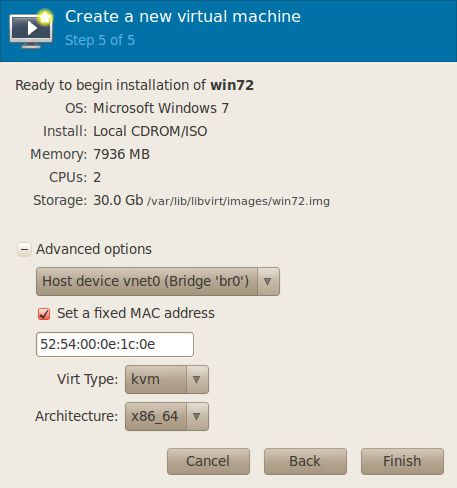 Create a new virtual machine
Step 5 of 5
Ready to begin installation of win72
OS: Microsoft Windows 7
Install: Local CDROM/ISO
Memory: 7936 MB
CPUs: 2
Storage: 30.0 Gb /var/lib/libvirt/images/win72.img
Advanced options
Host device vnet0 (Bridge 'br0')
Set a fixed MAC address
52:54:00:0e:1c:0e
Virt Type: kvm
Architecture: x86_64
Cancel Back Finish